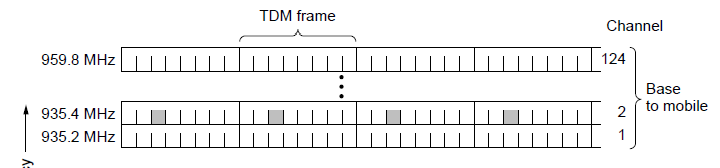 TDM frame
Channel
959.8 MHz
124
Base
to mobile
935.4 MHz
2
935.2 MHz
1